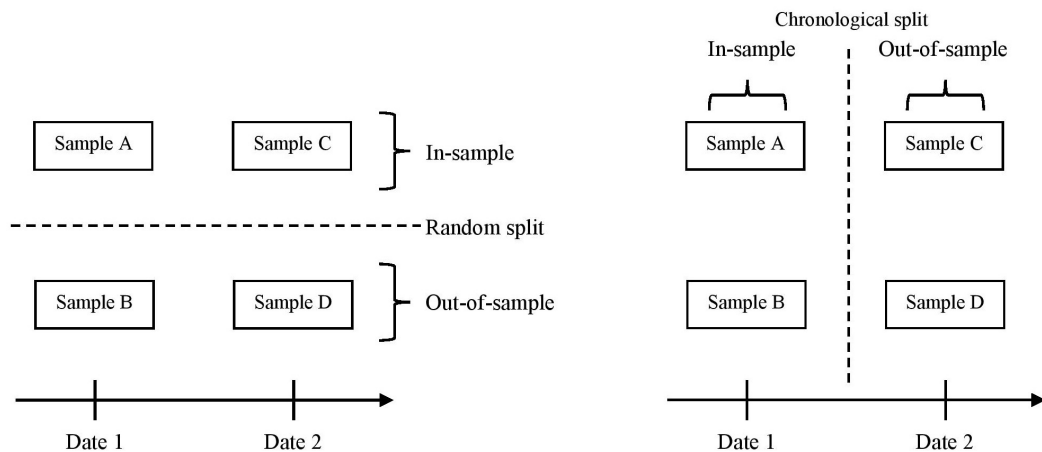 Sample A
Sample C
In-sample
Random split
Sample B
Sample D
Out-of-sample
Date 1
Date 2
Chronological split
In-sample
Out-of-sample
Sample A
Sample C
Sample B
Sample D
Date 1
Date 2